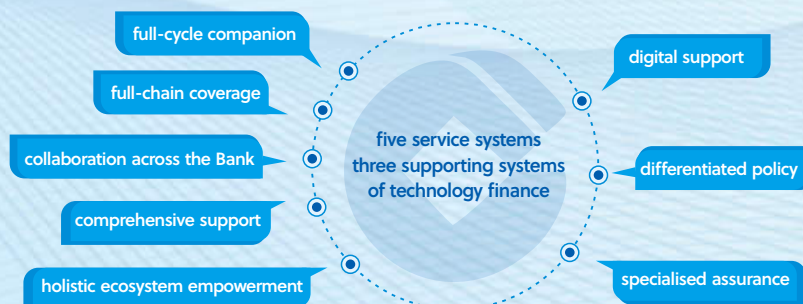 full-cycle companion
full-chain coverage
collaboration across the Bank
comprehensive support
holistic ecosystem empowerment
five service systems
three supporting systems
of technology finance
digital support
differentiated policy
specialised assurance